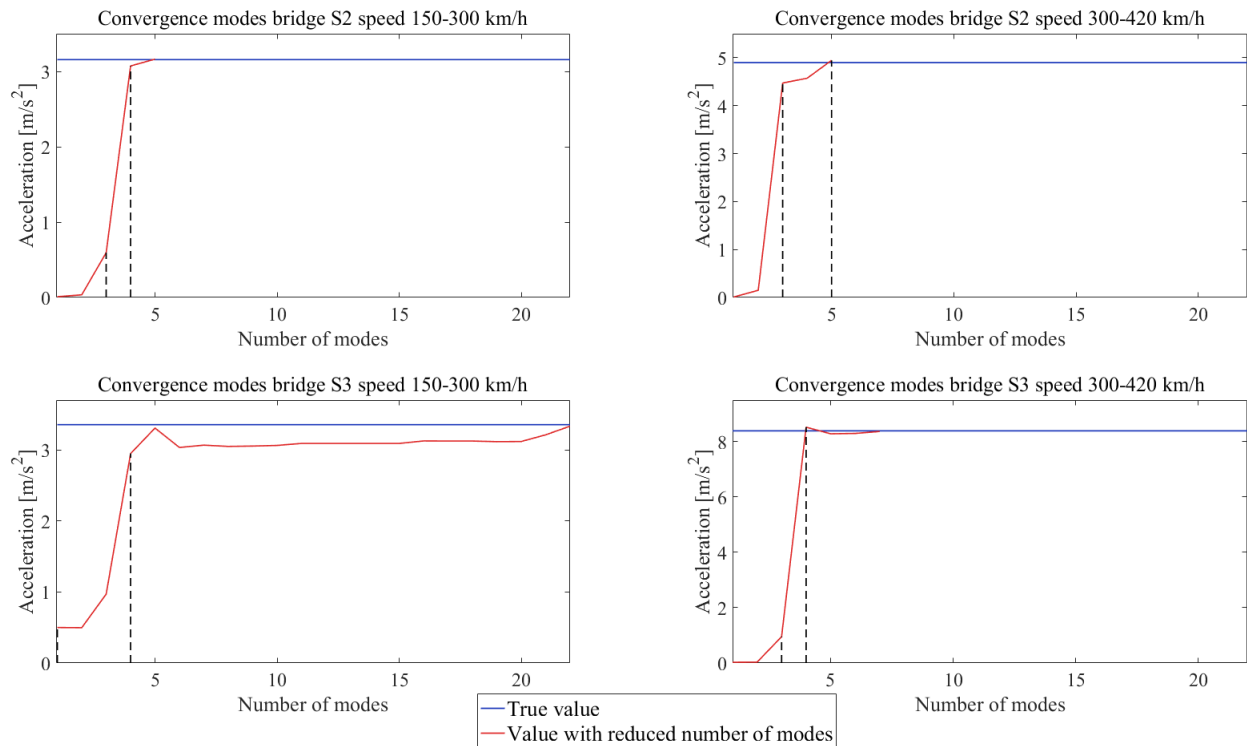 Convergence modes bridge S2 speed 150-300 km/h
Acceleration [m/s^2]
3
2
1
0
5
10
15
20
Number of modes
Convergence modes bridge S2 speed 300-420 km/h
Acceleration [m/s^2]
5
4
3
2
1
0
5
10
15
20
Number of modes
Convergence modes bridge S3 speed 150-300 km/h
Acceleration [m/s^2]
3
2
1
0
5
10
15
20
Number of modes
Convergence modes bridge S3 speed 300-420 km/h
Acceleration [m/s^2]
8
6
4
2
0
5
10
15
20
Number of modes
True value
Value with reduced number of modes